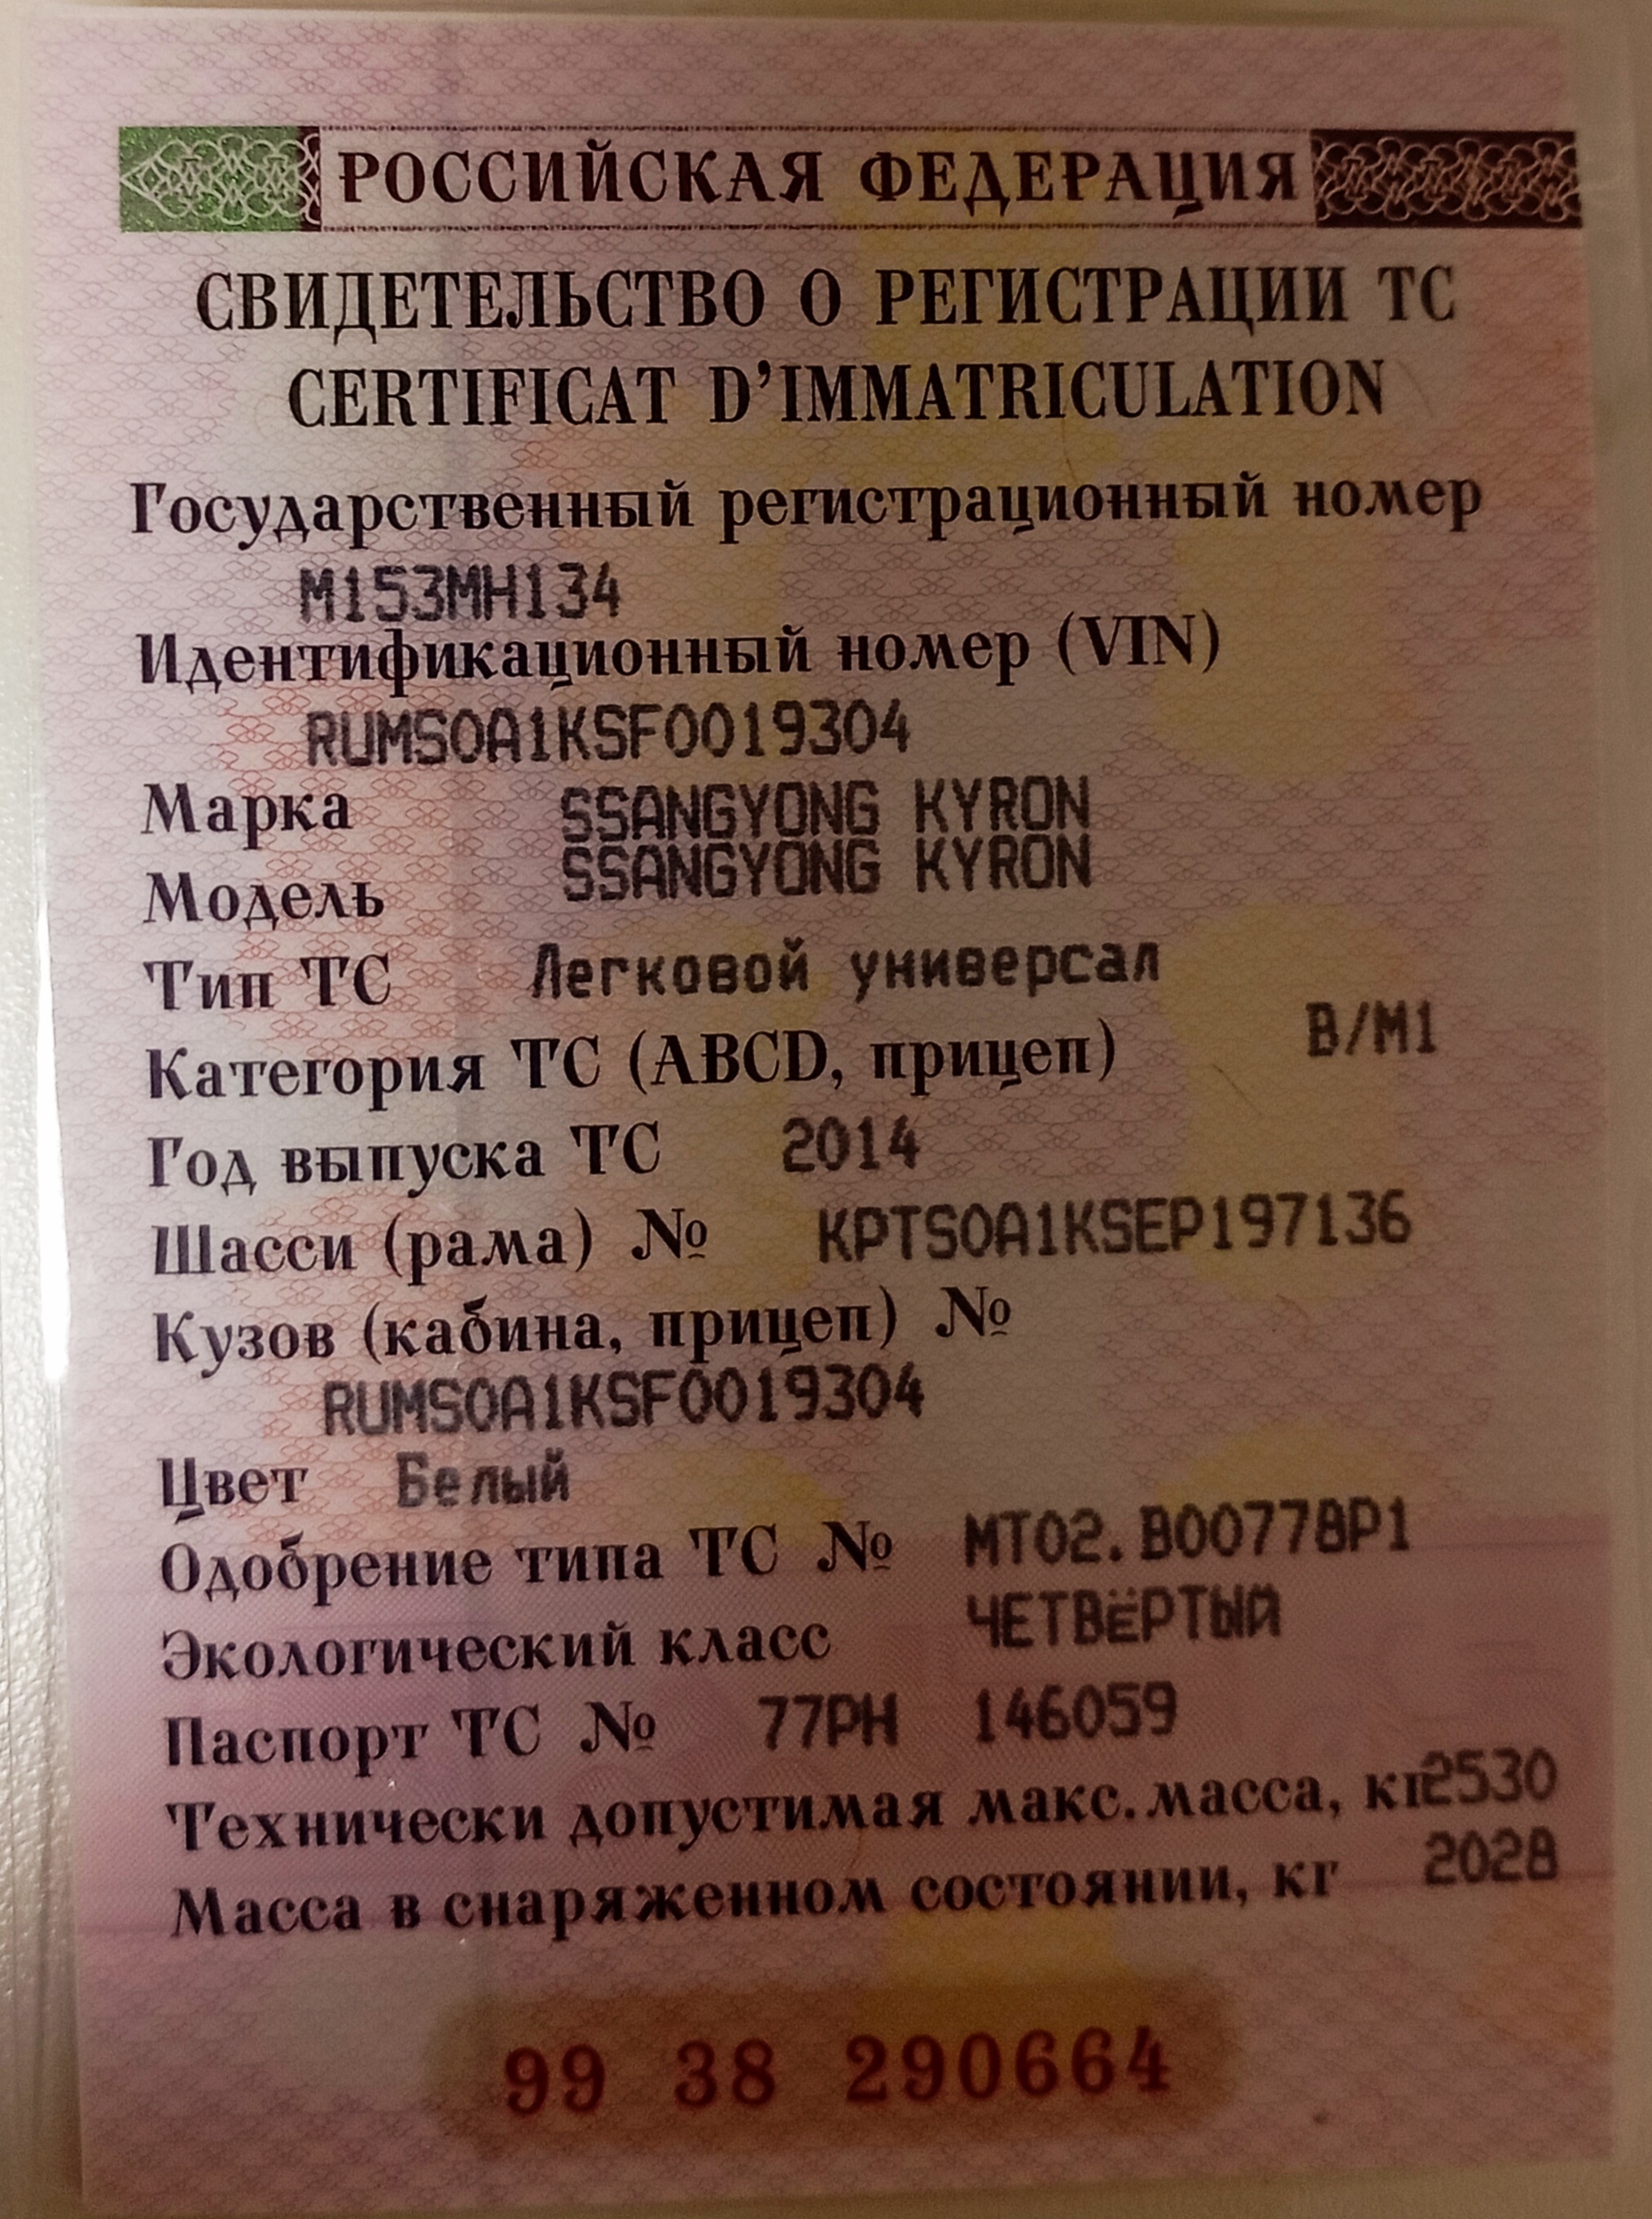 РОССИЙСКАЯ ФЕДЕРАЦИЯ
СВИДЕТЕЛЬСТВО О РЕГИСТРАЦИИ ТС
CERTIFICAT D'IMMATRICULATION
Государственный регистрационный номер
М153МН134
Идентификационный номер (VIN)
RUMS0A1KSF0019304
Марка SSANGYONG KYRON
Модель SSANGYONG KYRON
Тип ТС Легковой универсал
Категория ТС (ABCD, прицеп) B/M1
Год выпуска ТС 2014
Шасси (рама) № KPTS0A1KSEP197136
Кузов (кабина, прицеп) №
RUMS0A1KSF0019304
Цвет Белый
Одобрение типа ТС № МТ02.В00778Р1
Экологический класс ЧЕТВЁРТЫЙ
Паспорт ТС № 77РН 146059
Технически допустимая макс. масса, кг 2530
Масса в снаряженном состоянии, кг 2028
99 38 290664